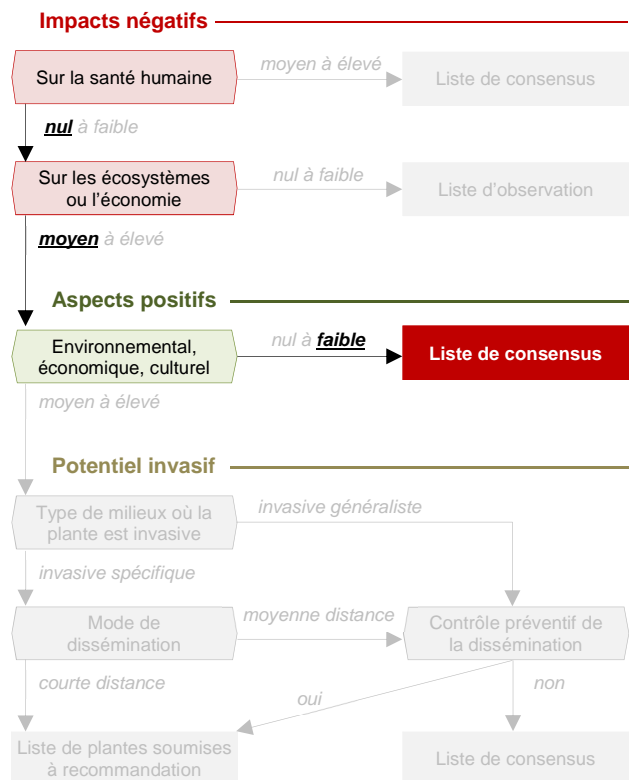 Impacts négatifs
Sur la santé humaine
moyen à élevé
Liste de consensus
nul à faible
Sur les écosystèmes
ou l'économie
nul à faible
Liste d'observation
moyen à élevé
Aspects positifs
Environnemental,
économique, culturel
nul à faible
Liste de consensus
moyen à élevé
Potentiel invasif
Type de milieux où la
plante est invasive
invasive généraliste
invasive spécifique
Mode de
dissémination
moyenne distance
Contrôle préventif de
la dissémination
courte distance
oui
non
Liste de plantes soumises
à recommandation
Liste de consensus